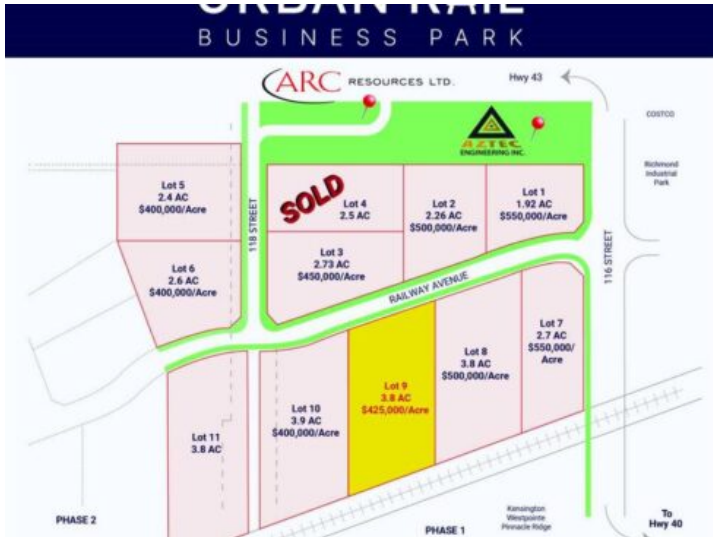 URBAN RAIL
BUSINESS PARK
ARC RESOURCES LTD.
Hwy 43
AZTEC
ENGINEERING INC.
COSTCO
Richmond
Industrial
Park
Lot 5
2.4 AC
$400,000/Acre
118 STREET
SOLD
Lot 4
2.5 AC
Lot 2
2.26 AC
$500,000/Acre
Lot 1
1.92 AC
$550,000/Acre
Lot 3
2.73 AC
$450,000/Acre
116 STREET
Lot 6
2.6 AC
$400,000/Acre
RAILWAY AVENUE
Lot 7
2.7 AC
$550,000/
Acre
Lot 8
3.8 AC
$500,000/Acre
Lot 9
3.8 AC
$425,000/Acre
Lot 10
3.9 AC
$400,000/Acre
Lot 11
3.8 AC
PHASE 2
PHASE 1
Kensington
Westpointe
Pinnacle Ridge
To
Hwy 40